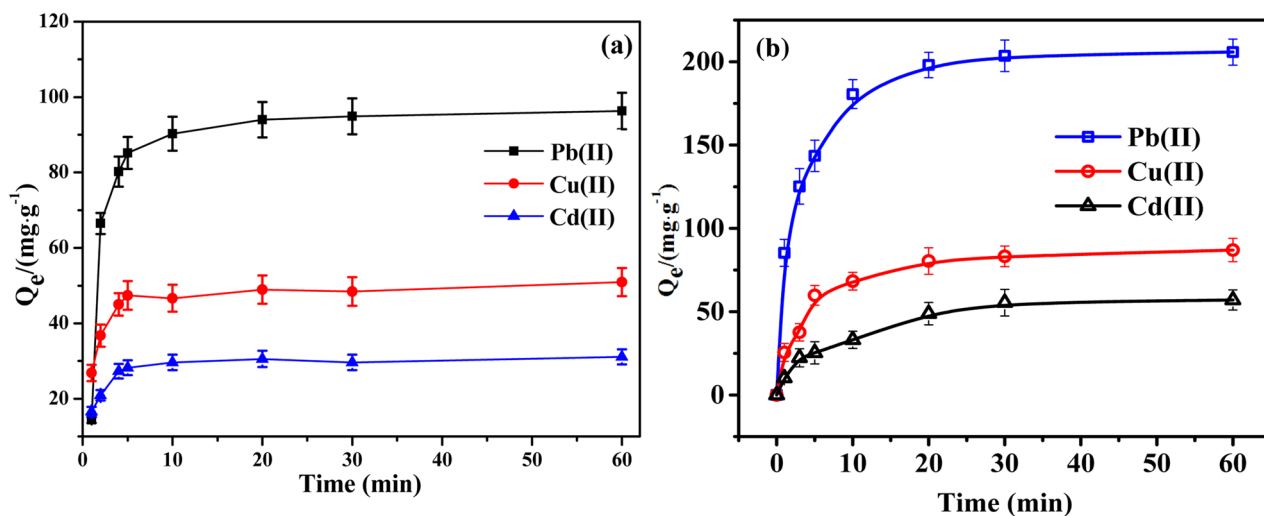 (a)
120
100
80
60
40
20
Qe/(mg·g⁻¹)
Pb(II)
Cu(II)
Cd(II)
0 10 20 30 40 50 60
Time (min)
(b)
200
150
100
50
0
Qe/(mg·g⁻¹)
Pb(II)
Cu(II)
Cd(II)
0 10 20 30 40 50 60
Time (min)